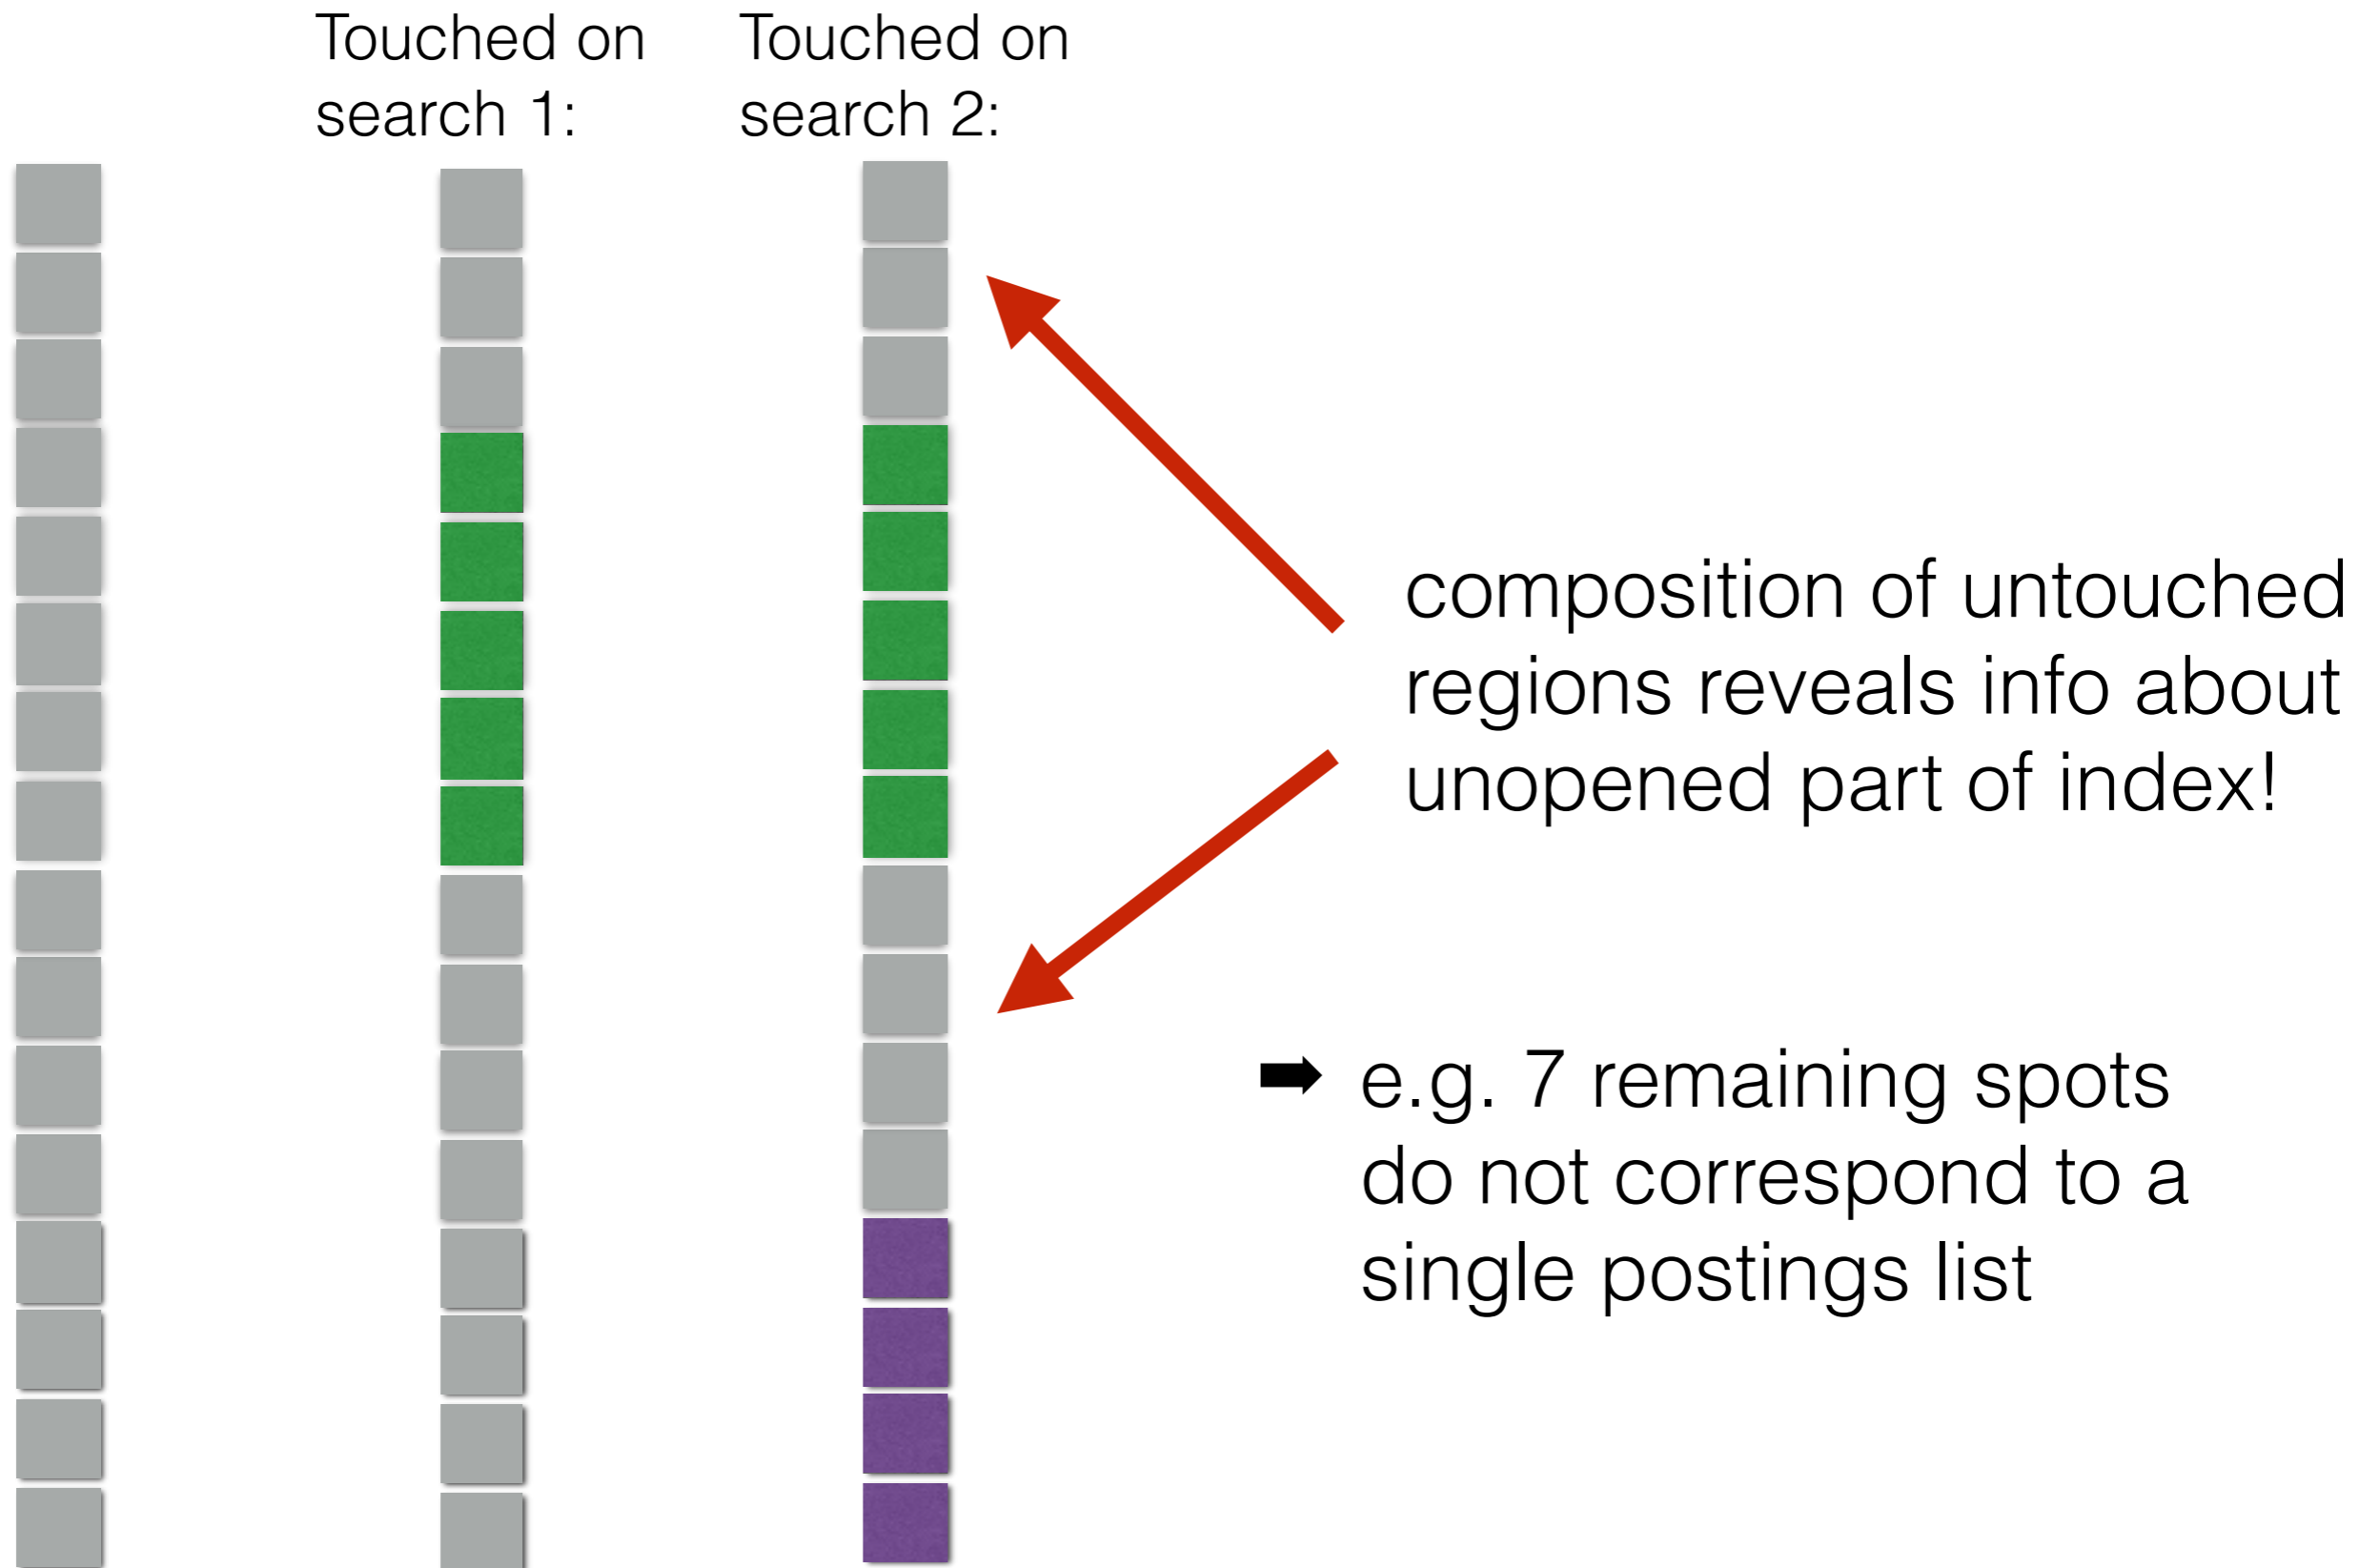 Touched on
search 1:
Touched on
search 2:
composition of untouched
regions reveals info about
unopened part of index!
➡ e.g. 7 remaining spots
do not correspond to a
single postings list